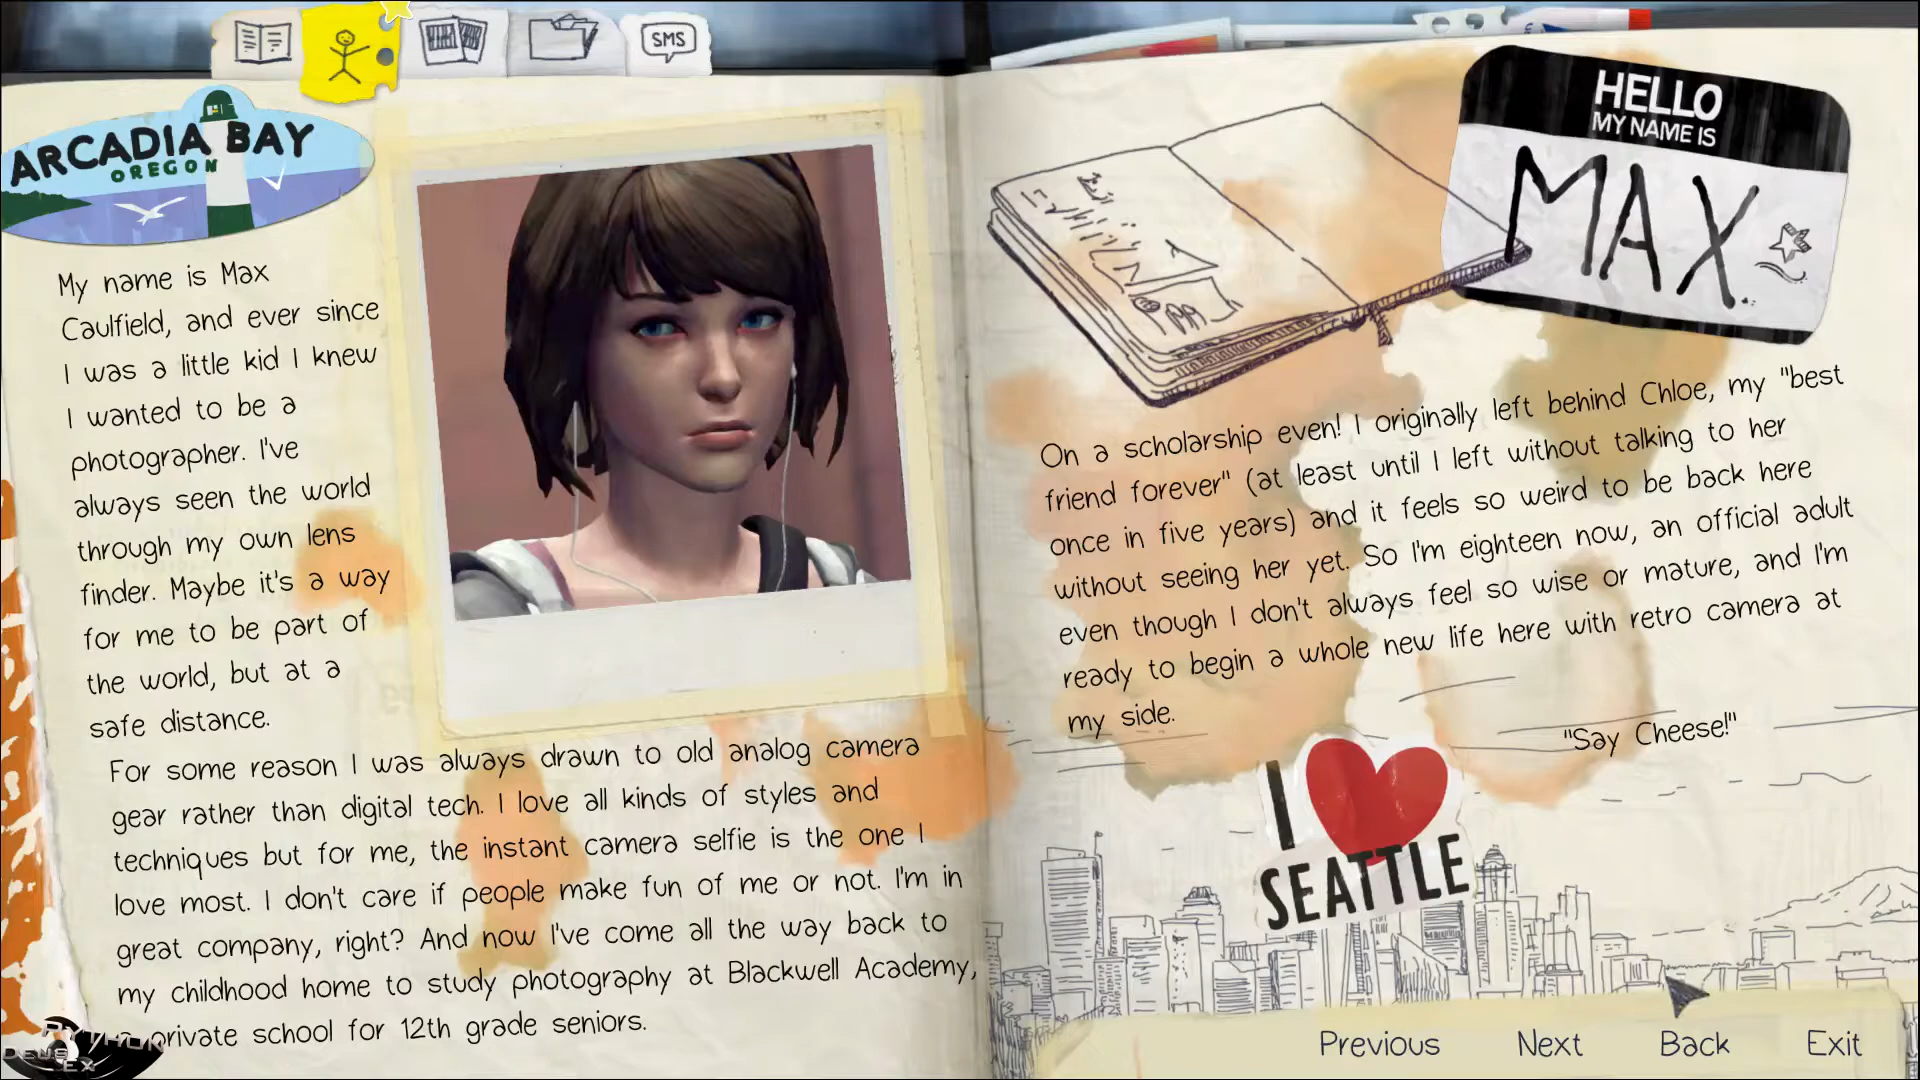 SMS
ARCADIA BAY
OREGON
My name is Max
Caulfield, and ever since
I was a little kid I knew
I wanted to be a
photographer. I've
always seen the world
through my own lens
finder. Maybe it's a way
for me to be part of
the world, but at a
safe distance.
For some reason I was always drawn to old analog camera
gear rather than digital tech. I love all kinds of styles and
techniques but for me, the instant camera selfie is the one I
love most. I don't care if people make fun of me or not. I'm in
great company, right? And now I've come all the way back to
my childhood home to study photography at Blackwell Academy,
a private school for 12th grade seniors.
PYTHON
DEUS
EX
HELLO
MY NAME IS
MAX.
On a scholarship even! I originally left behind Chloe, my "best
friend forever" (at least until I left without talking to her
once in five years) and it feels so weird to be back here
without seeing her yet. So I'm eighteen now, an official adult
even though I don't always feel so wise or mature, and I'm
ready to begin a whole new life here with retro camera at
my side.
"Say Cheese!"
I
SEATTLE
Previous Next Back Exit